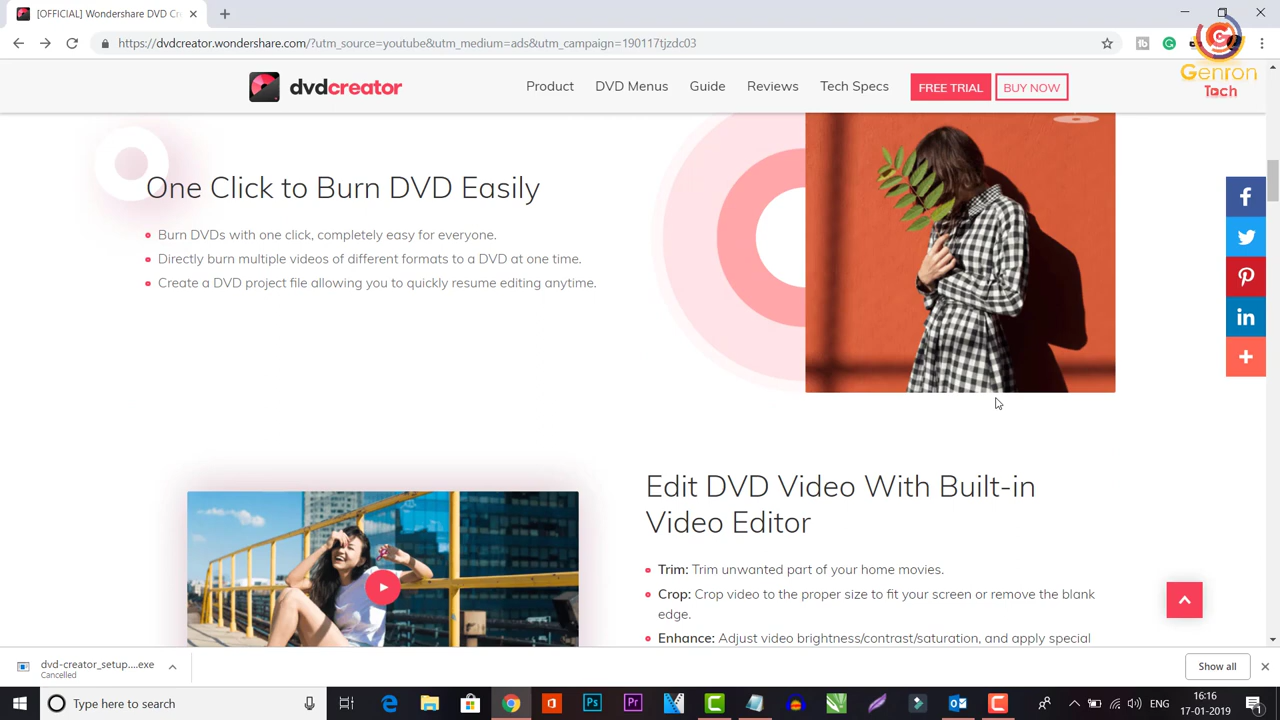 [OFFICIAL] Wondershare DVD Cr
https://dvdcreator.wondershare.com/?utm_source=youtube&utm_medium=ads&utm_campaign=190117tjzdc03
Genron
Tech
dvdcreator
Product
DVD Menus
Guide
Reviews
Tech Specs
FREE TRIAL
BUY NOW
One Click to Burn DVD Easily
Burn DVDs with one click, completely easy for everyone.
Directly burn multiple videos of different formats to a DVD at one time.
Create a DVD project file allowing you to quickly resume editing anytime.
Edit DVD Video With Built-in
Video Editor
Trim: Trim unwanted part of your home movies.
Crop: Crop video to the proper size to fit your screen or remove the blank
edge.
Enhance: Adjust video brightness/contrast/saturation, and apply special
dvd-creator_setup....exe
Cancelled
Show all
Type here to search
ENG
16:16
17-01-2019